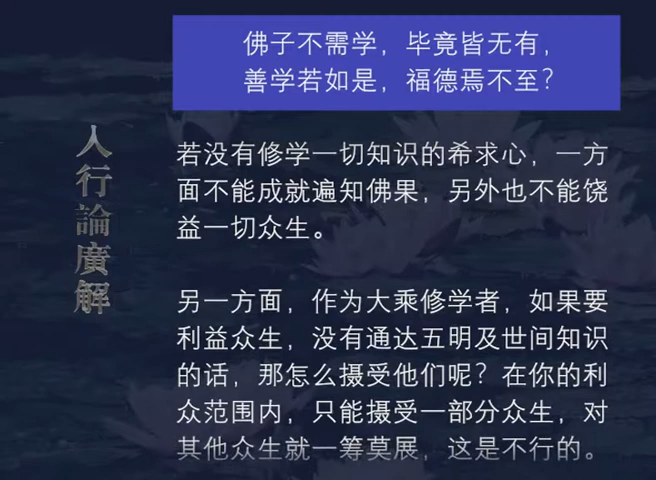 佛子不需学，毕竟皆无有，
善学若如是，福德焉不至？
入行論廣解
若没有修学一切知识的希求心，一方
面不能成就遍知佛果，另外也不能饶
益一切众生。
另一方面，作为大乘修学者，如果要
利益众生，没有通达五明及世间知识
的话，那怎么摄受他们呢？在你的利
众范围内，只能摄受一部分众生，对
其他众生就一筹莫展，这是不行的。